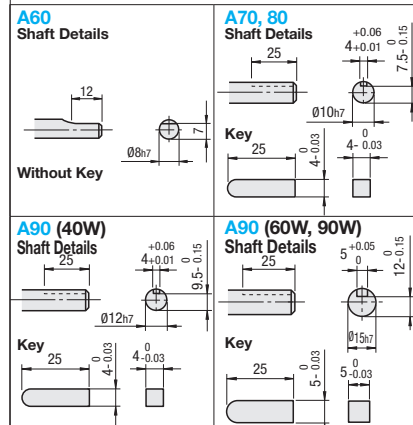 A60
Shaft Details
12
7
Ø8h7
Without Key
A70, 80
Shaft Details
25
+0.06
4+0.01
0
7.5-0.15
Ø10h7
Key
25
0
4-0.03
0
4-0.03
A90 (40W)
Shaft Details
25
+0.06
4+0.01
0
9.5-0.15
Ø12h7
Key
25
0
4-0.03
0
4-0.03
A90 (60W, 90W)
Shaft Details
25
+0.05
5 0
0
12-0.15
Ø15h7
Key
25
0
5-0.03
0
5-0.03